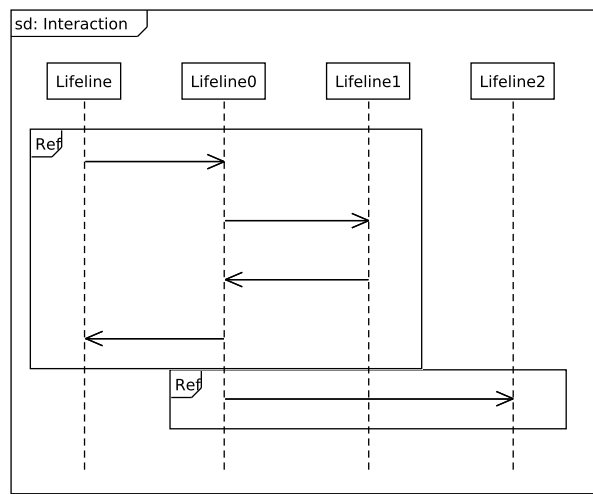 sd: Interaction
Lifeline
Lifeline0
Lifeline1
Lifeline2
Ref
Ref